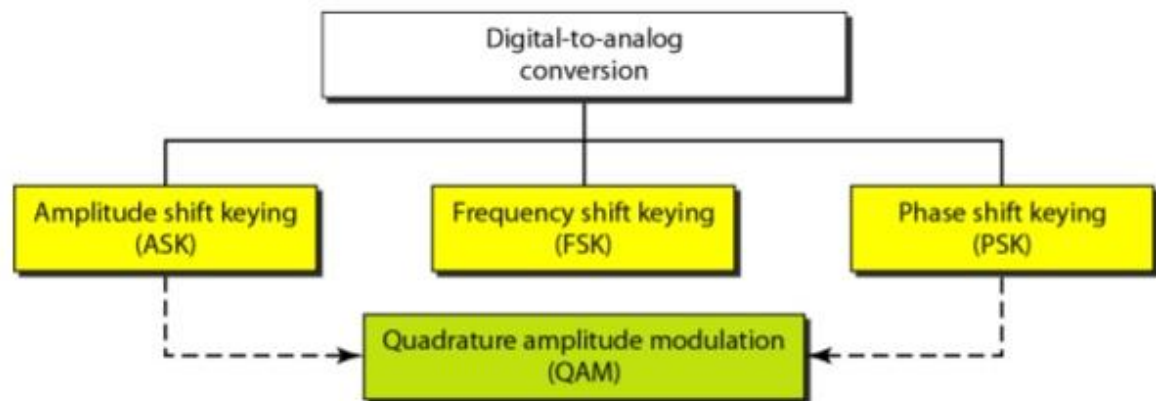 Digital-to-analog
conversion
Amplitude shift keying
(ASK)
Frequency shift keying
(FSK)
Phase shift keying
(PSK)
Quadrature amplitude modulation
(QAM)